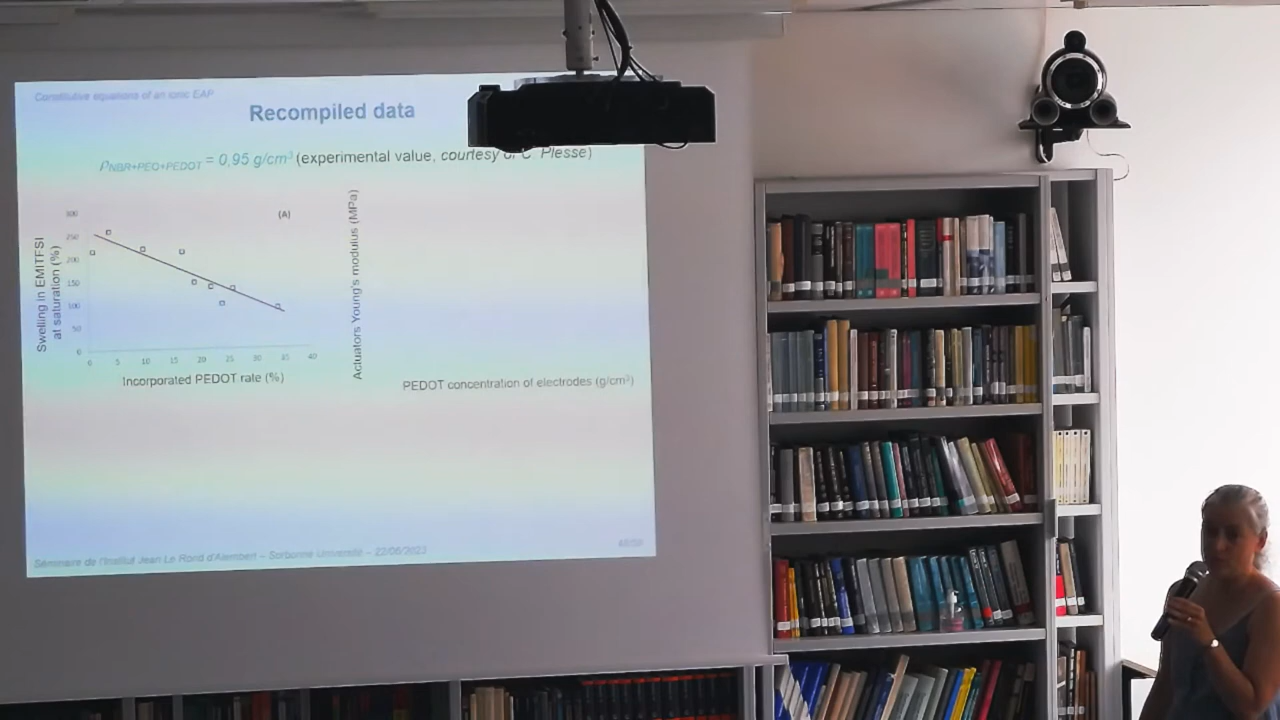 Constitutive equations of an ionic EAP
Recompiled data
ρNBR+PEO+PEDOT = 0,95 g/cm³ (experimental value, courtesy of C. Plesse)
(A)
Swelling in EMITFSI
at saturation (%)
300
250
200
150
100
50
0
0 5 10 15 20 25 30 35 40
Incorporated PEDOT rate (%)
Actuators Young's modulus (MPa)
PEDOT concentration of electrodes (g/cm³)
Séminaire de l'Institut Jean Le Rond d'Alembert – Sorbonne Université – 22/06/2023